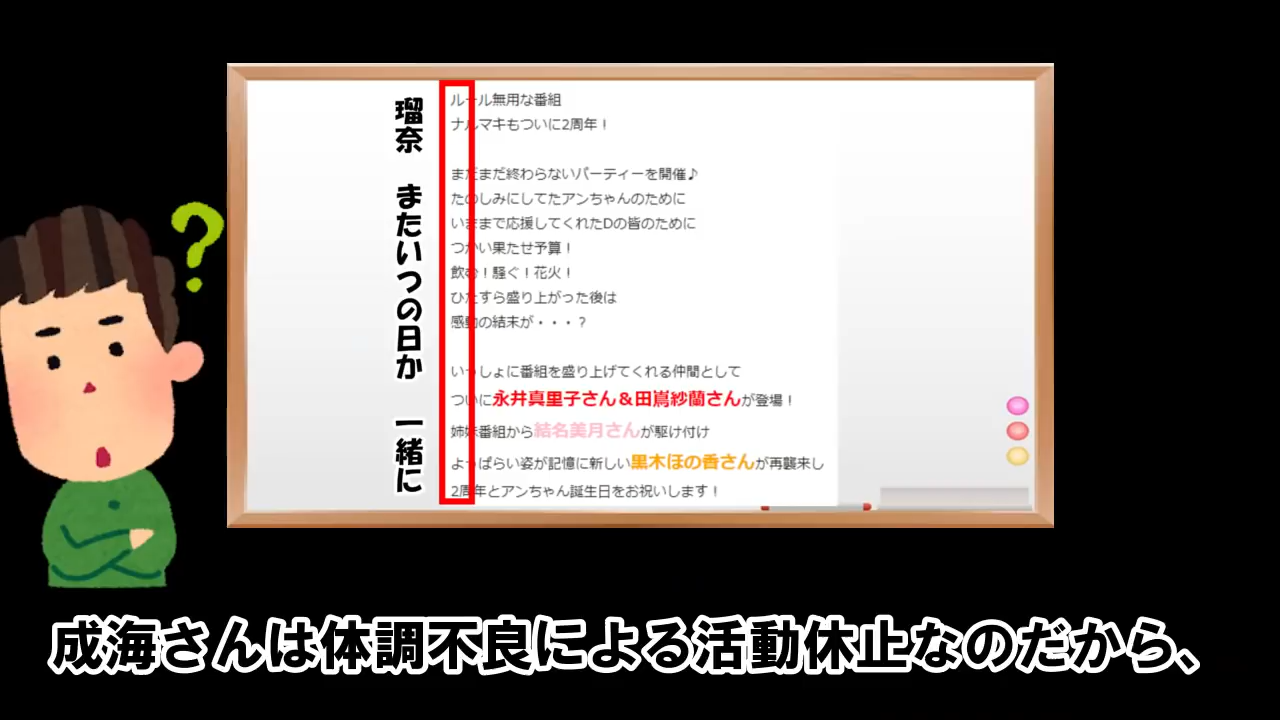 瑠奈 またいつの日か 一緒に
ルール無用な番組
ナルマキもついに2周年！
まだまだ終わらないパーティーを開催♪
たのしみにしてたアンちゃんのために
いままで応援してくれたDの皆のために
つかい果たせ予算！
飲む！騒ぐ！花火！
ひたすら盛り上がった後は
感動の結末が・・・？
いっしょに番組を盛り上げてくれる仲間として
ついに永井真里子さん＆田嶌紗蘭さんが登場！
姉妹番組から結名美月さんが駆け付け
よっぱらい姿が記憶に新しい黒木ほの香さんが再襲来し
2周年とアンちゃん誕生日をお祝いします！
？
成海さんは体調不良による活動休止なのだから、